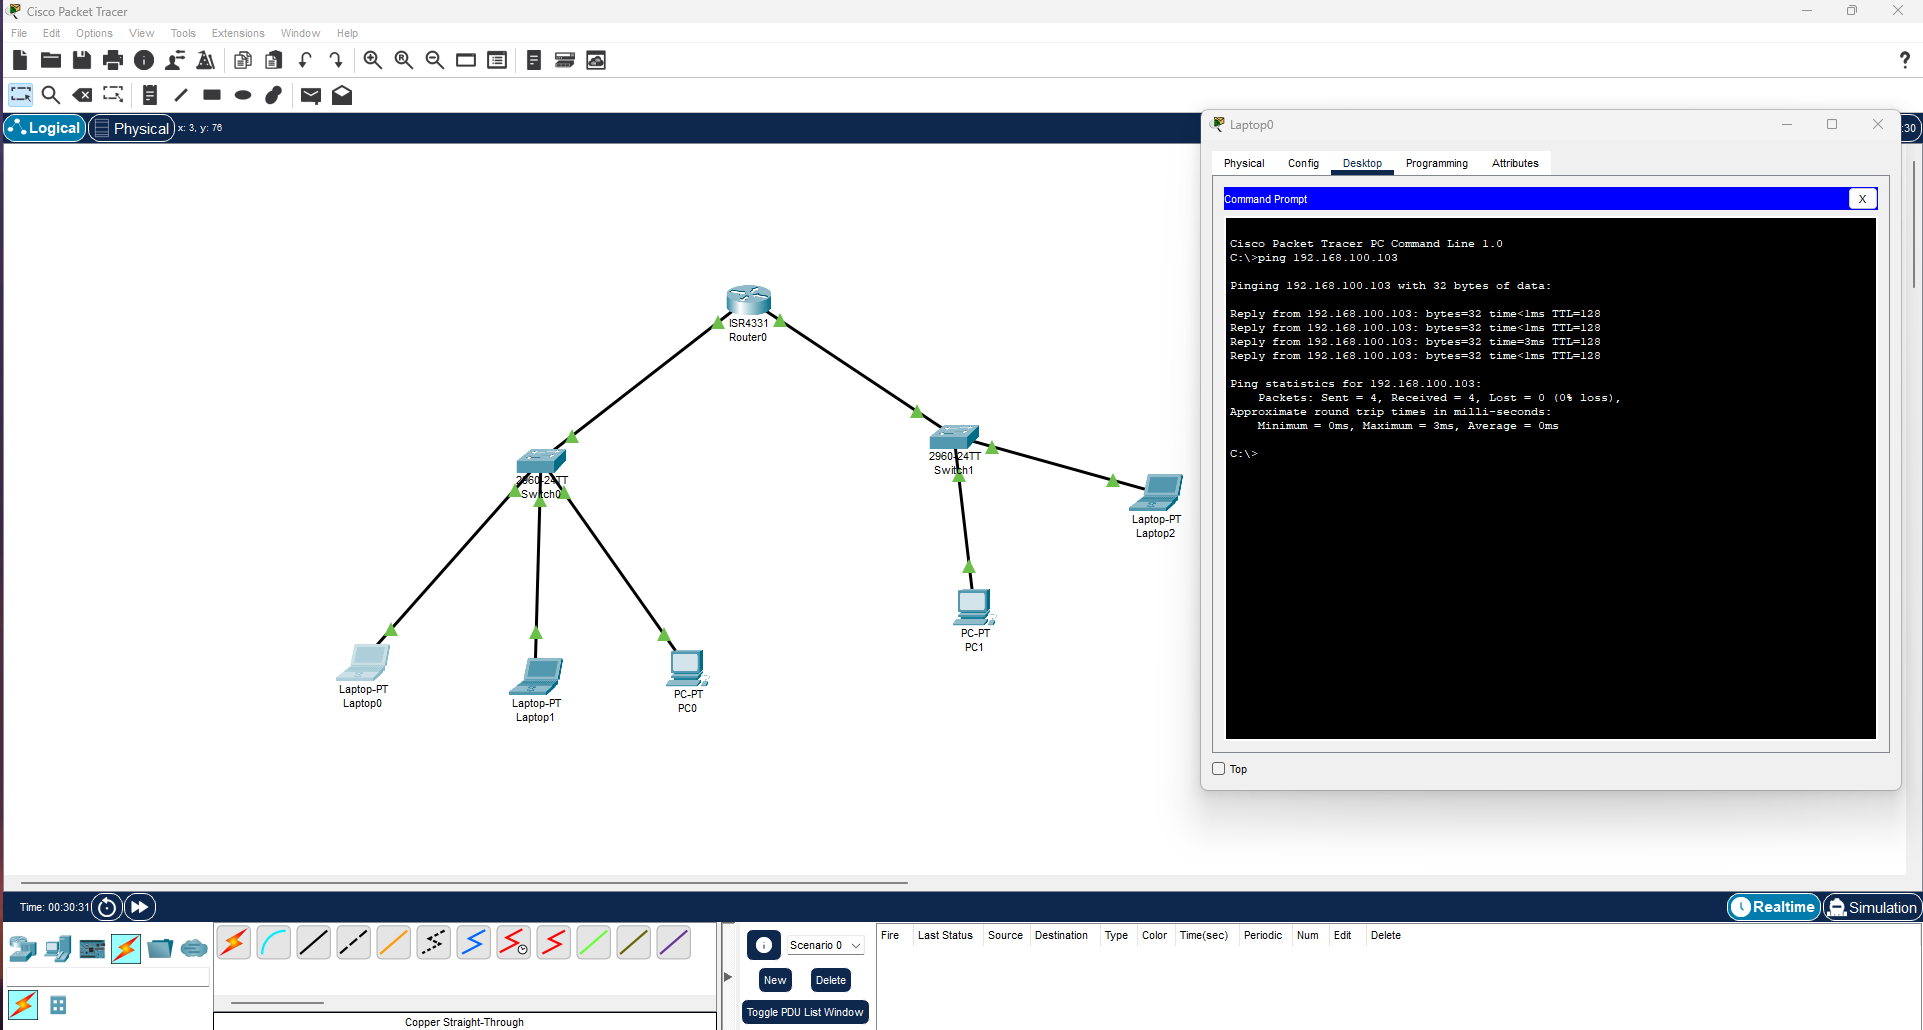 Cisco Packet Tracer
File Edit Options View Tools Extensions Window Help
Logical Physical x: 3, y: 76
:30
ISR4331
Router0
2960-24TT
Switch0
2960-24TT
Switch1
Laptop-PT
Laptop2
PC-PT
PC1
Laptop-PT
Laptop0
Laptop-PT
Laptop1
PC-PT
PC0
Laptop0
Physical Config Desktop Programming Attributes
Command Prompt X
Cisco Packet Tracer PC Command Line 1.0
C:\>ping 192.168.100.103
Pinging 192.168.100.103 with 32 bytes of data:
Reply from 192.168.100.103: bytes=32 time<1ms TTL=128
Reply from 192.168.100.103: bytes=32 time<1ms TTL=128
Reply from 192.168.100.103: bytes=32 time=3ms TTL=128
Reply from 192.168.100.103: bytes=32 time<1ms TTL=128
Ping statistics for 192.168.100.103:
Packets: Sent = 4, Received = 4, Lost = 0 (0% loss),
Approximate round trip times in milli-seconds:
Minimum = 0ms, Maximum = 3ms, Average = 0ms
C:\>
Top
Time: 00:30:31
Realtime Simulation
Scenario 0
New Delete
Toggle PDU List Window
Fire Last Status Source Destination Type Color Time(sec) Periodic Num Edit Delete
Copper Straight-Through